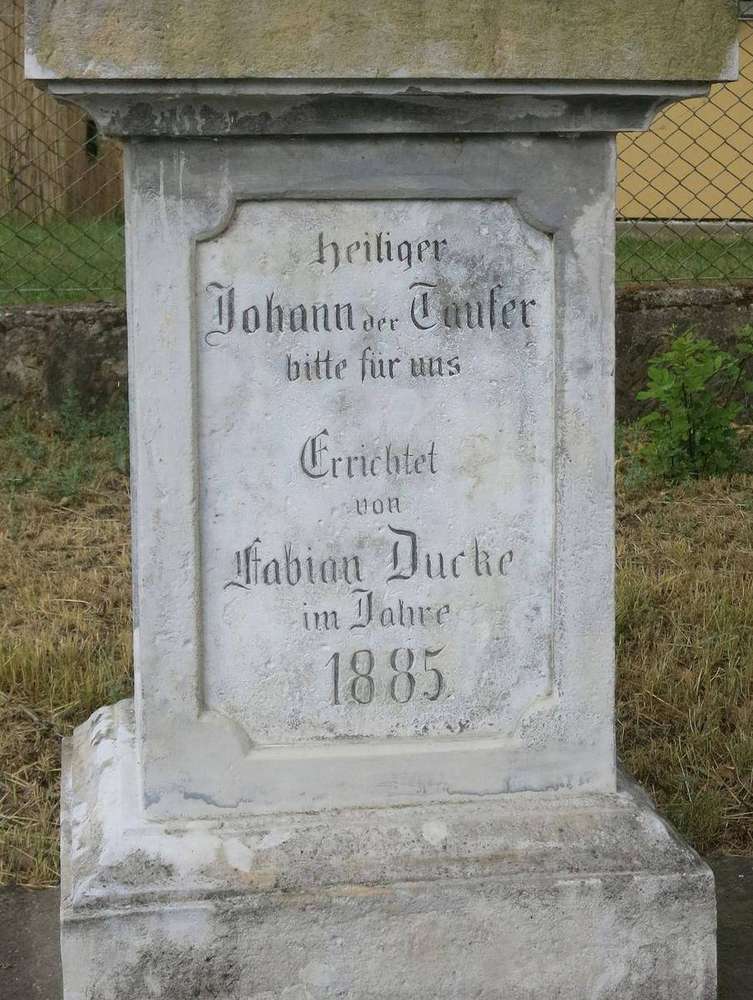 Heiliger
Johann der Taufer
bitte für uns
Errichtet
von
Fabian Ducke
im Jahre
1885